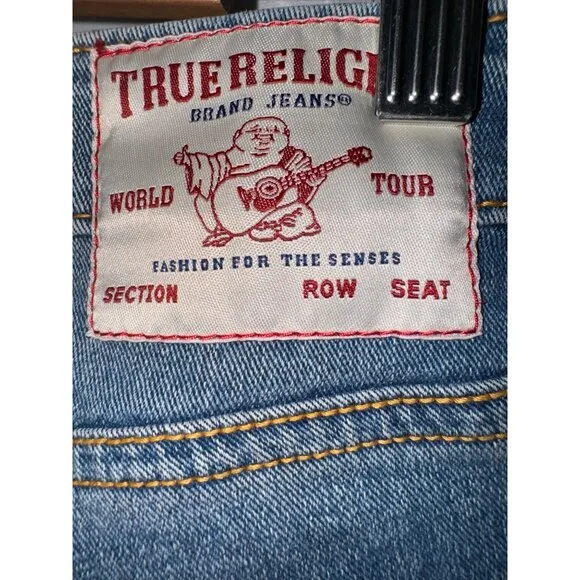 TRUE RELIG
BRAND JEANS®
WORLD TOUR
FASHION FOR THE SENSES
SECTION ROW SEAT